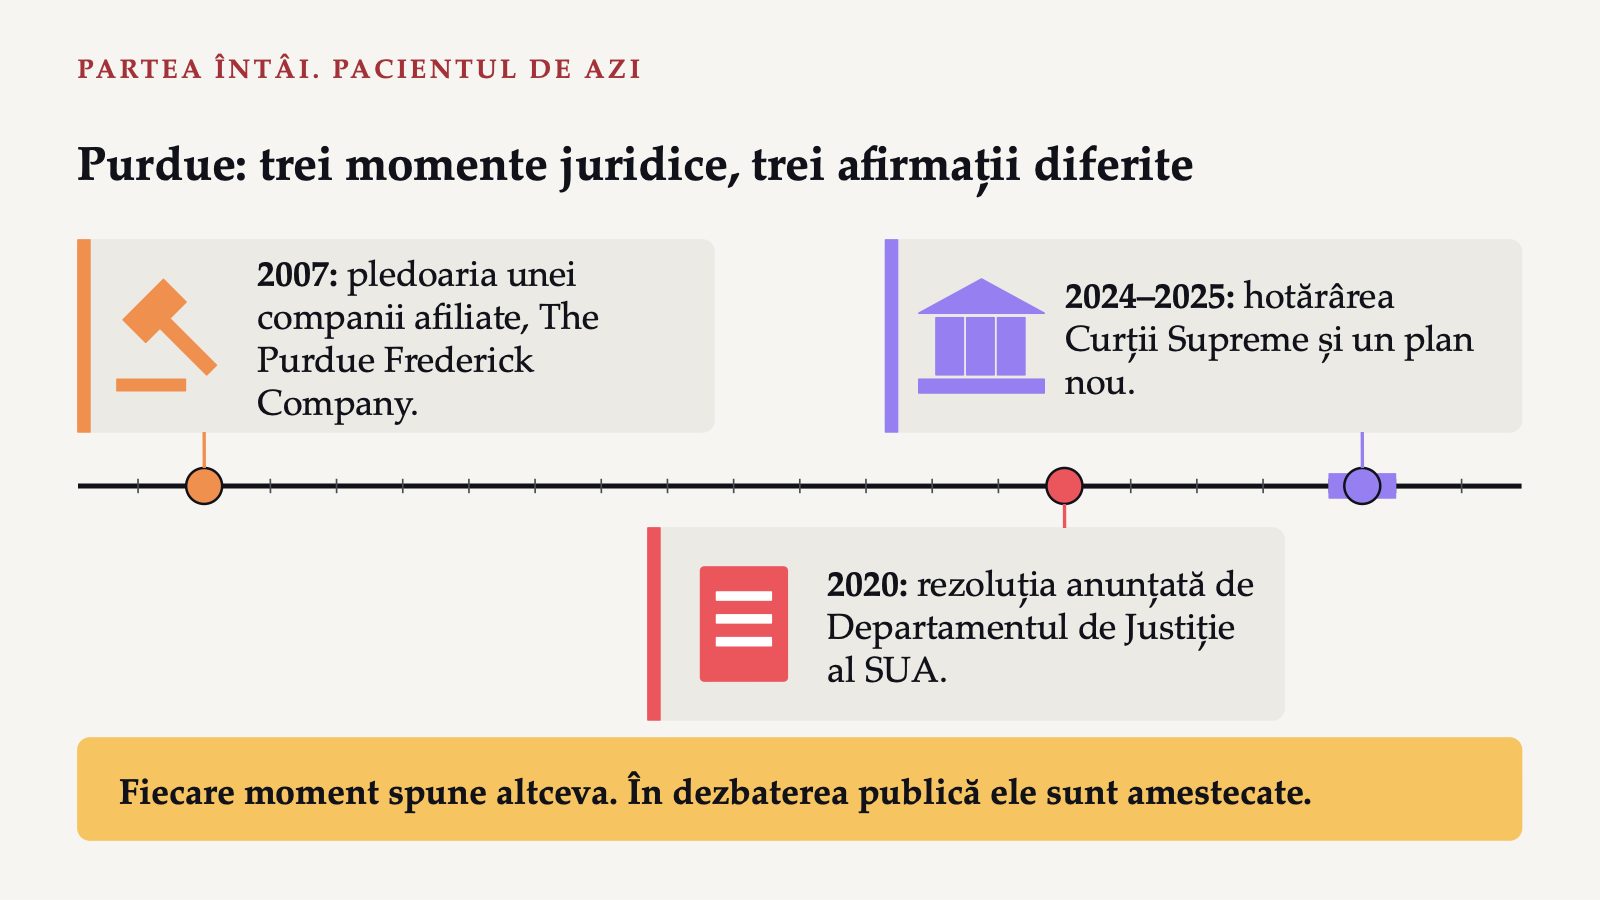 PARTEA ÎNTÂI. PACIENTUL DE AZI
Purdue: trei momente juridice, trei afirmații diferite
2007: pledoaria unei
companii afiliate, The
Purdue Frederick
Company.
2024–2025: hotărârea
Curții Supreme și un plan
nou.
2020: rezoluția anunțată de
Departamentul de Justiție
al SUA.
Fiecare moment spune altceva. În dezbaterea publică ele sunt amestecate.